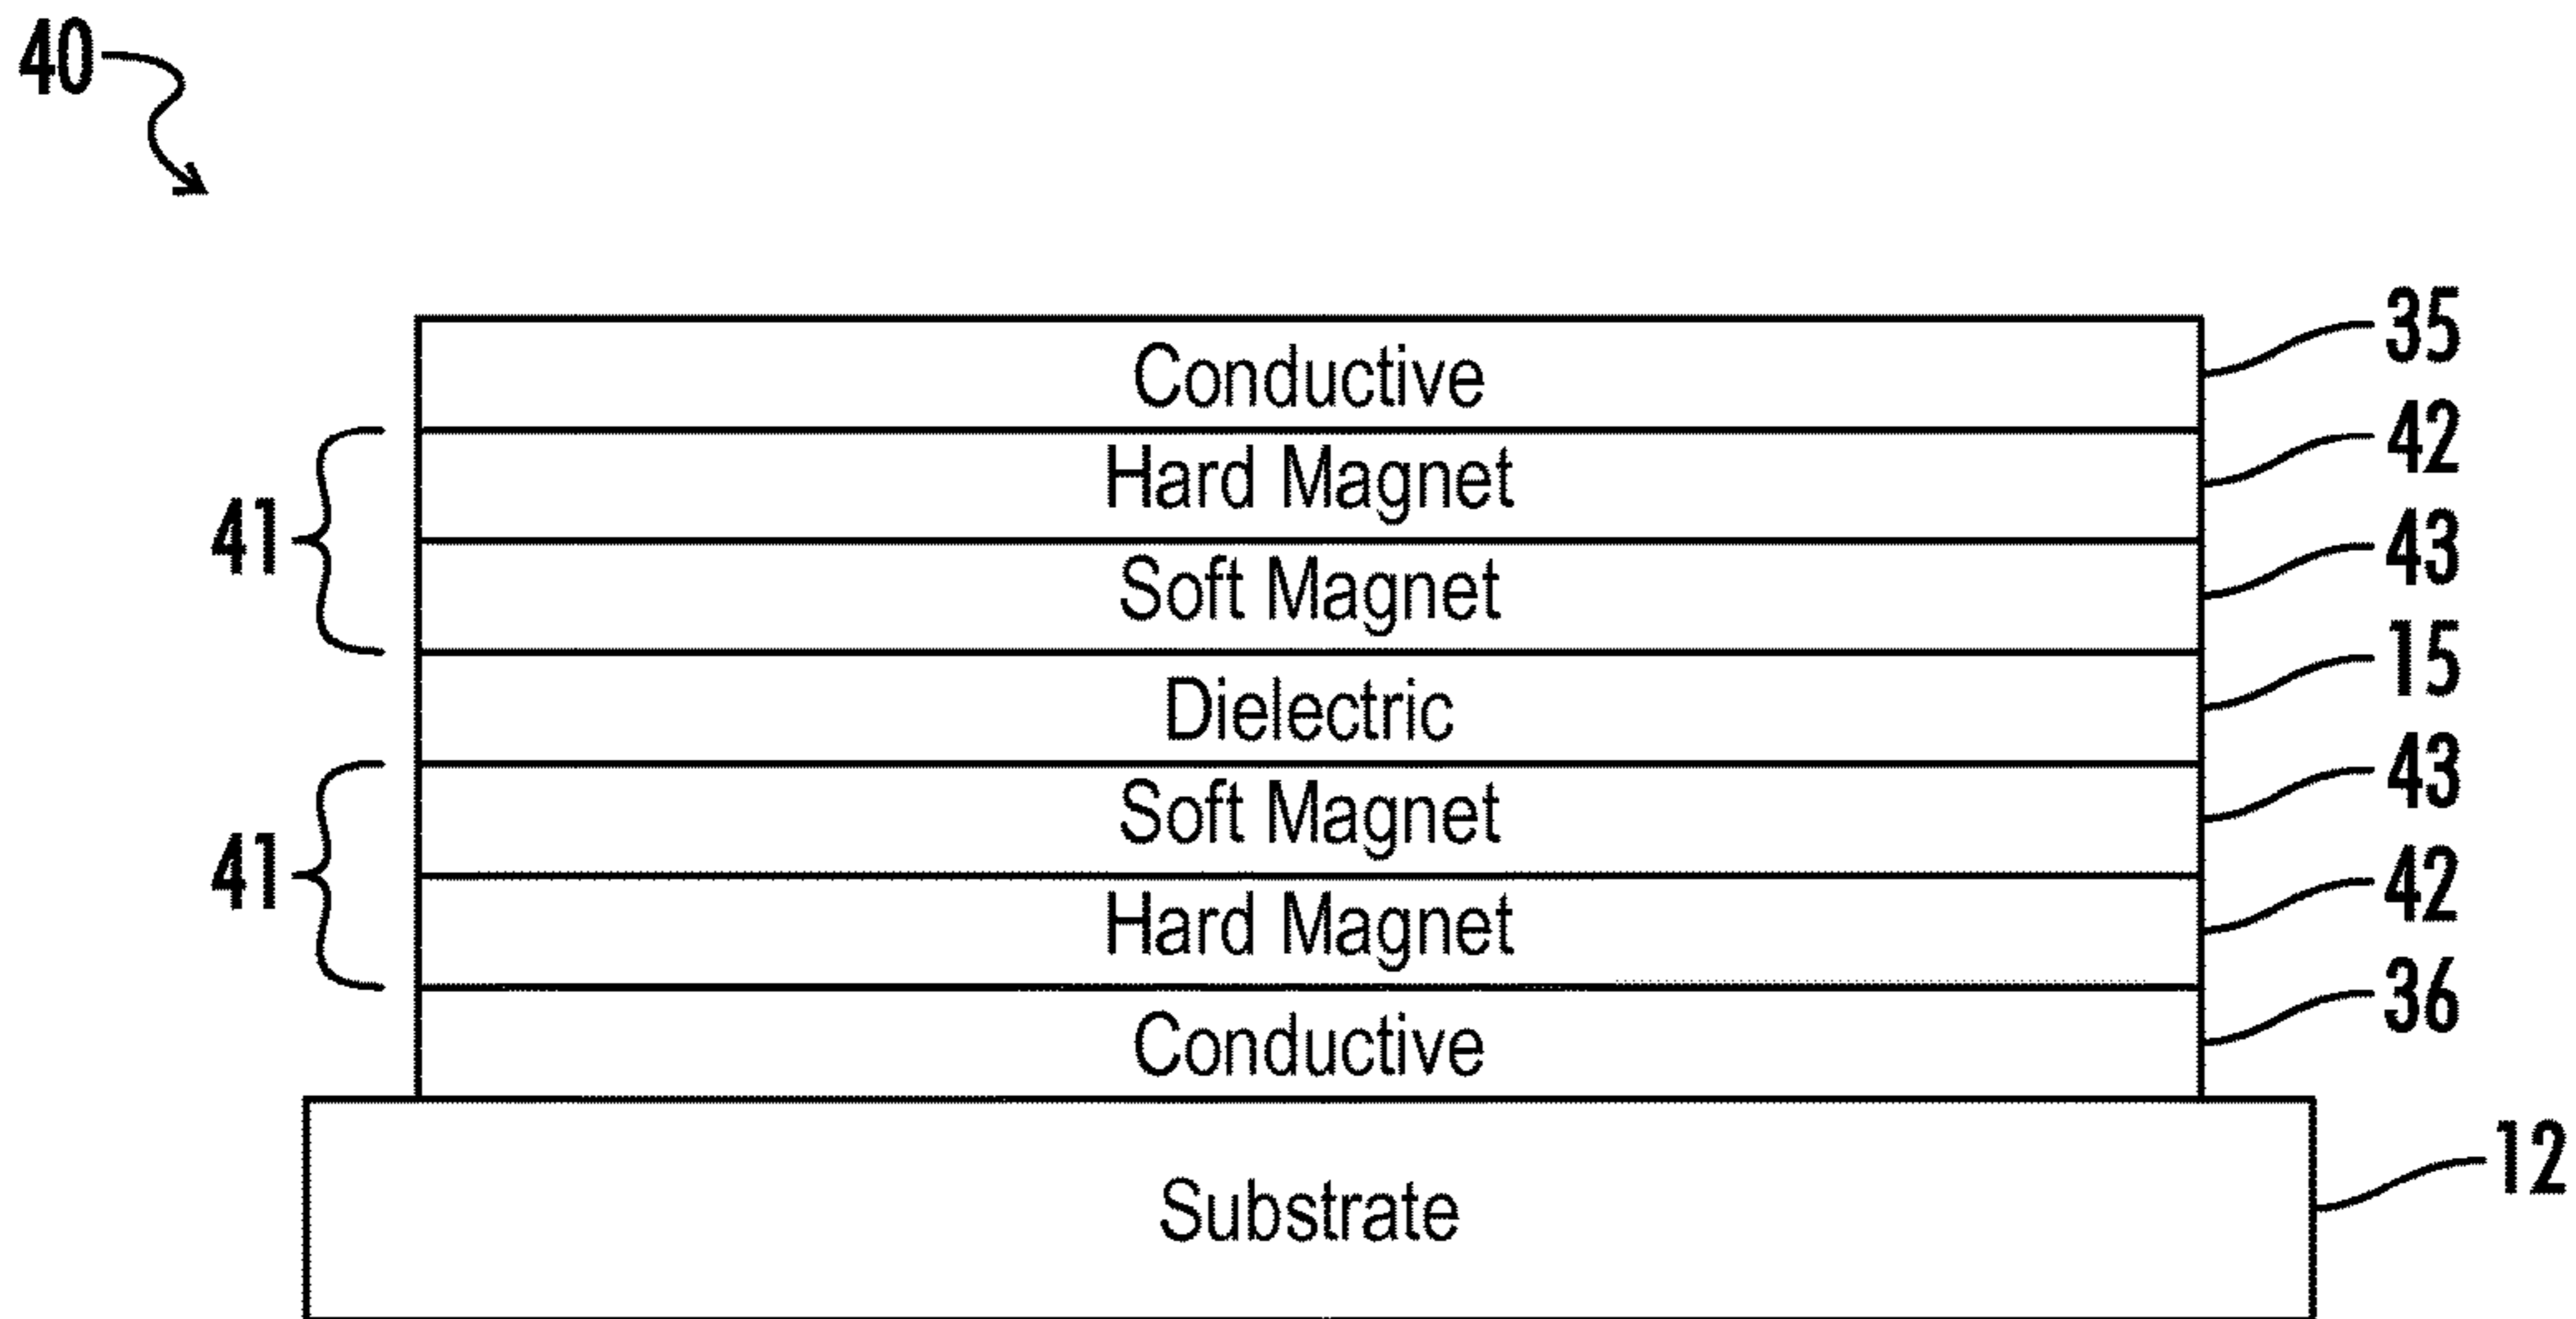 40
Conductive 35
Hard Magnet 42
41
Soft Magnet 43
Dielectric 15
Soft Magnet 43
41
Hard Magnet 42
Conductive 36
Substrate 12